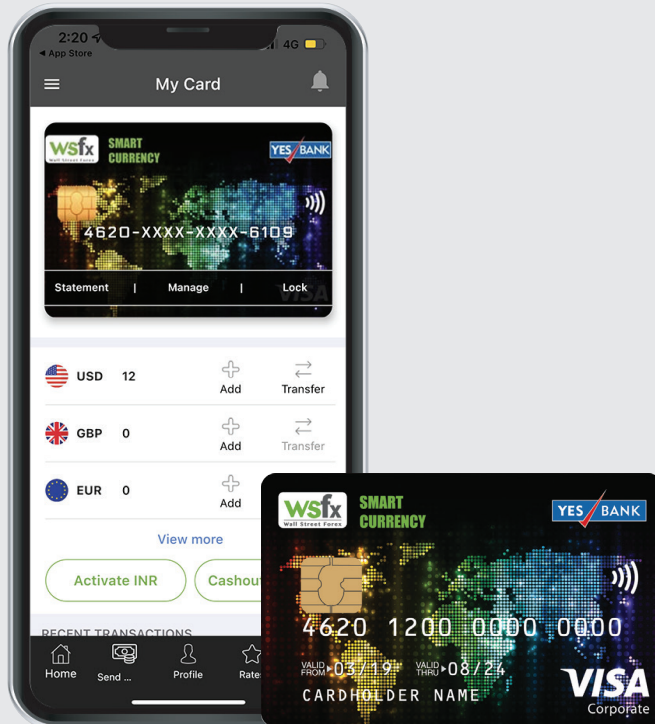 2:20
4G
App Store
My Card
wsfx SMART CURRENCY YES BANK
Wall Street Forex
4620-XXXX-XXXX-6109
Statement | Manage | Lock
VISA
USD 12 Add Transfer
GBP 0 Add Transfer
EUR 0 Add
View more
Activate INR Cashout
RECENT TRANSACTIONS
Home Send ... Profile Rates
wsfx SMART CURRENCY YES BANK
Wall Street Forex
4620 1200 0000 0000
VALID FROM 03/19 VALID THRU 08/24
CARDHOLDER NAME
VISA
Corporate